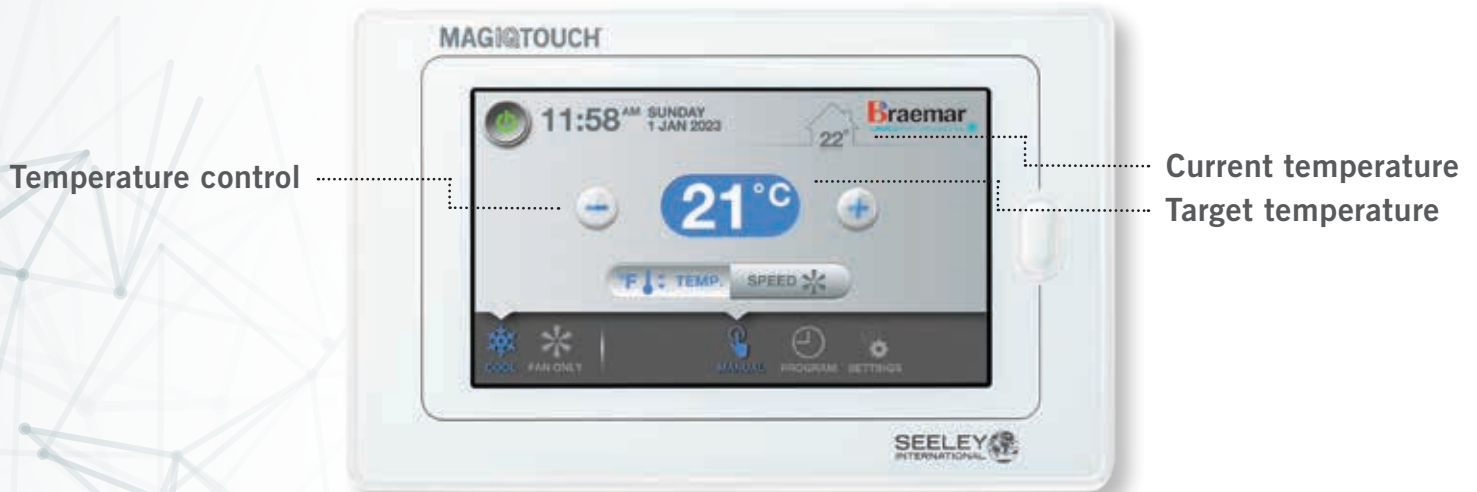 MAGIQTOUCH
11:58 AM SUNDAY
1 JAN 2023
22°
Braemar
Temperature control
Current temperature
21°C
Target temperature
°F TEMP. SPEED
COOL FAN ONLY MANUAL PROGRAM SETTINGS
SEELEY
INTERNATIONAL